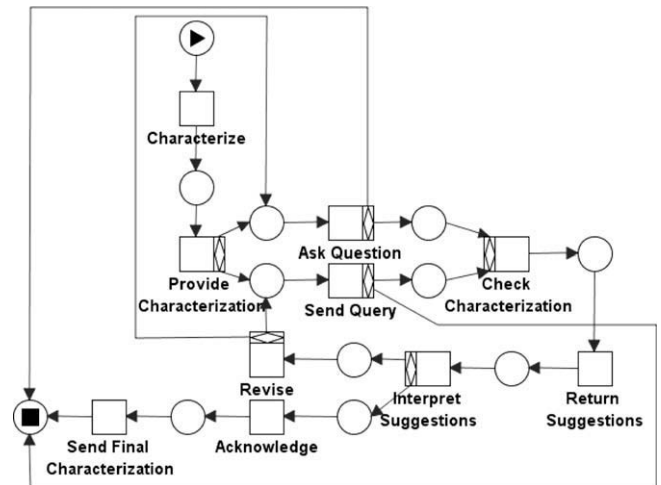 Characterize
Ask Question
Provide
Characterization
Send Query
Check
Characterization
Revise
Interpret
Suggestions
Return
Suggestions
Send Final
Characterization
Acknowledge